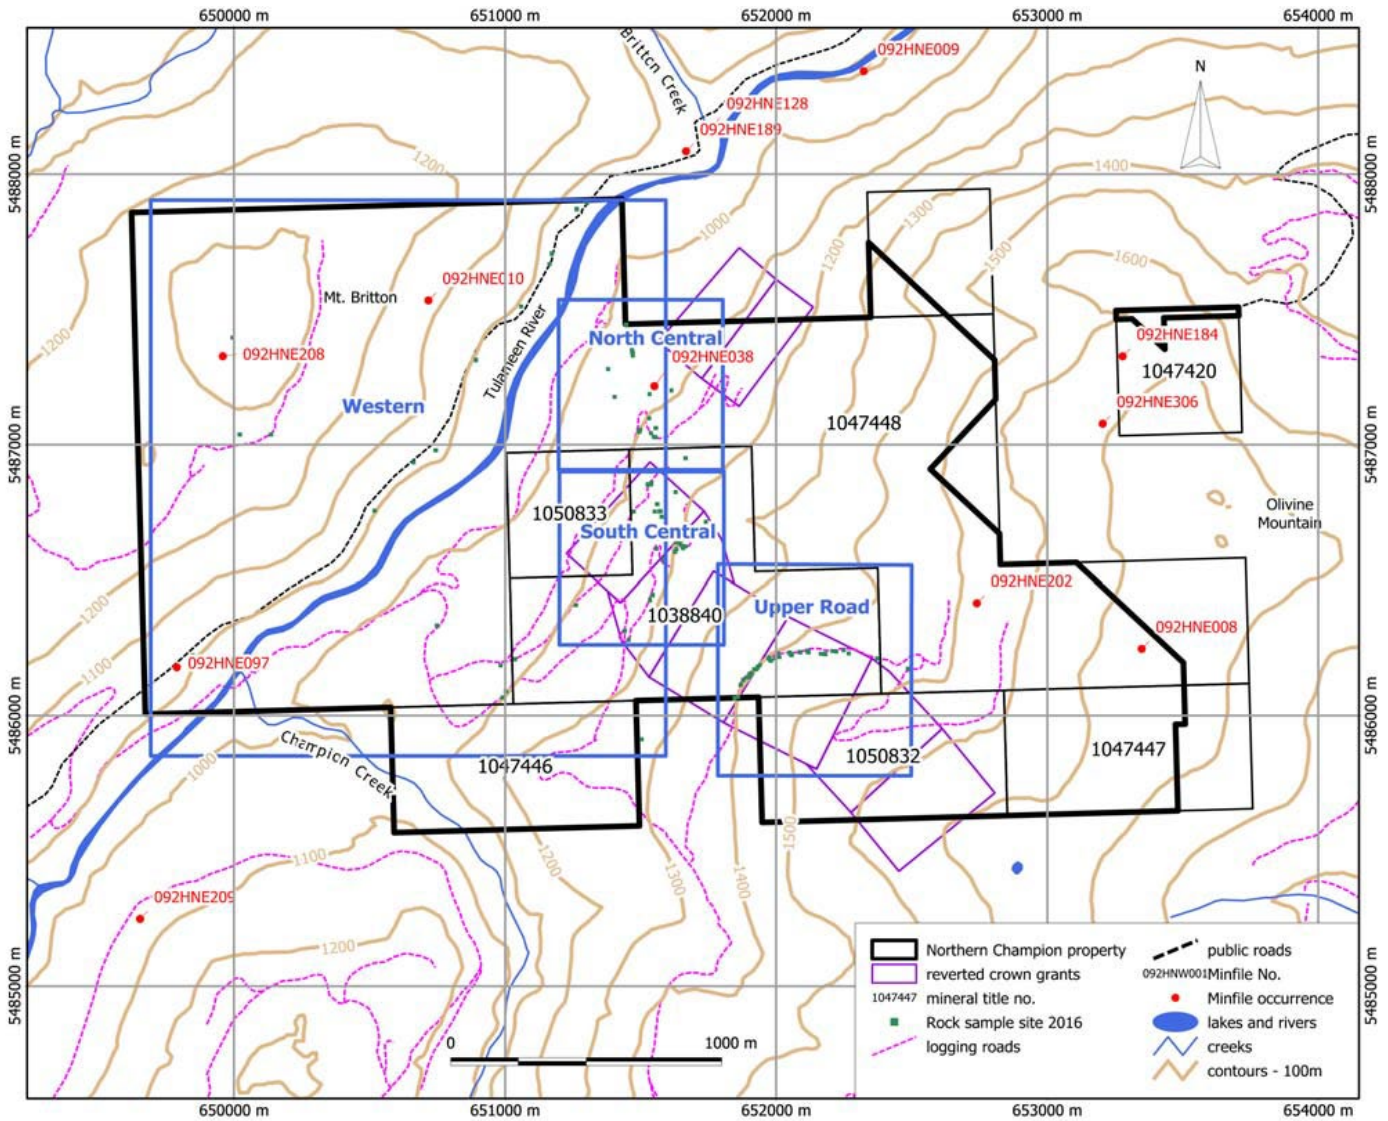 650000 m
651000 m
652000 m
653000 m
654000 m
Brittcn Creek
092HNE009
092HNE128
092HNE189
N
5488000 m
1200
1400
5488000 m
1000
1300
1200
1500
1600
092HNE010
Mt. Britton
Tulameen River
North Central
092HNE038
092HNE184
1047420
1200
092HNE208
Western
092HNE306
1047448
5487000 m
5487000 m
1050833
South Central
Olivine
Mountain
092HNE202
1200
1038840
Upper Road
092HNE008
1100
092HNE097
5486000 m
5486000 m
Champion Creek
1000
1047446
1050832
1047447
1500
1100
1200
1300
1400
092HNE209
1200
5485000 m
5485000 m
0
1000 m
Northern Champion property
reverted crown grants
1047447 mineral title no.
Rock sample site 2016
logging roads
public roads
092HNW001 Minfile No.
Minfile occurrence
lakes and rivers
creeks
contours - 100m
650000 m
651000 m
652000 m
653000 m
654000 m